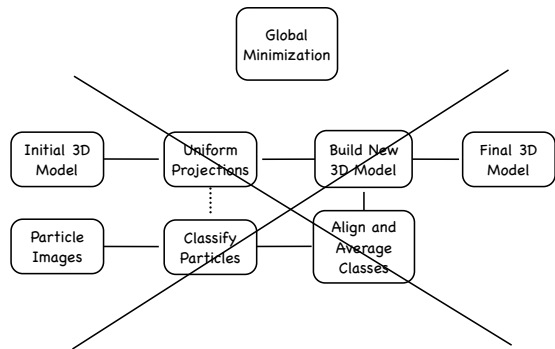 Global
Minimization
Initial 3D
Model
Uniform
Projections
Build New
3D Model
Final 3D
Model
Particle
Images
Classify
Particles
Align and
Average
Classes